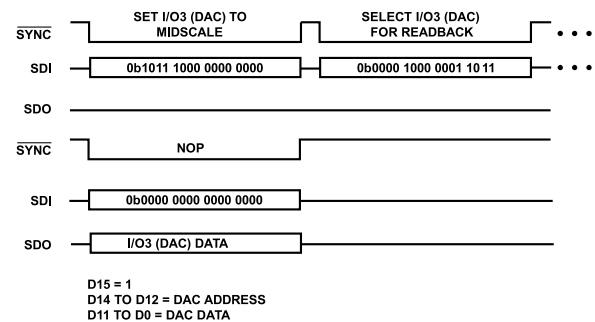 SET I/O3 (DAC) TO MIDSCALE
SELECT I/O3 (DAC) FOR READBACK
SYNC
SDI
0b1011 1000 0000 0000
0b0000 1000 0001 1011
SDO
SYNC
NOP
SDI
0b0000 0000 0000 0000
SDO
I/O3 (DAC) DATA
D15 = 1
D14 TO D12 = DAC ADDRESS
D11 TO D0 = DAC DATA